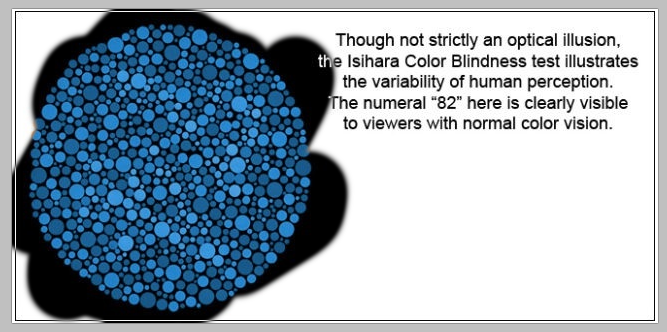 Though not strictly an optical illusion,
the Isihara Color Blindness test illustrates
the variability of human perception.
The numeral “82” here is clearly visible
to viewers with normal color vision.